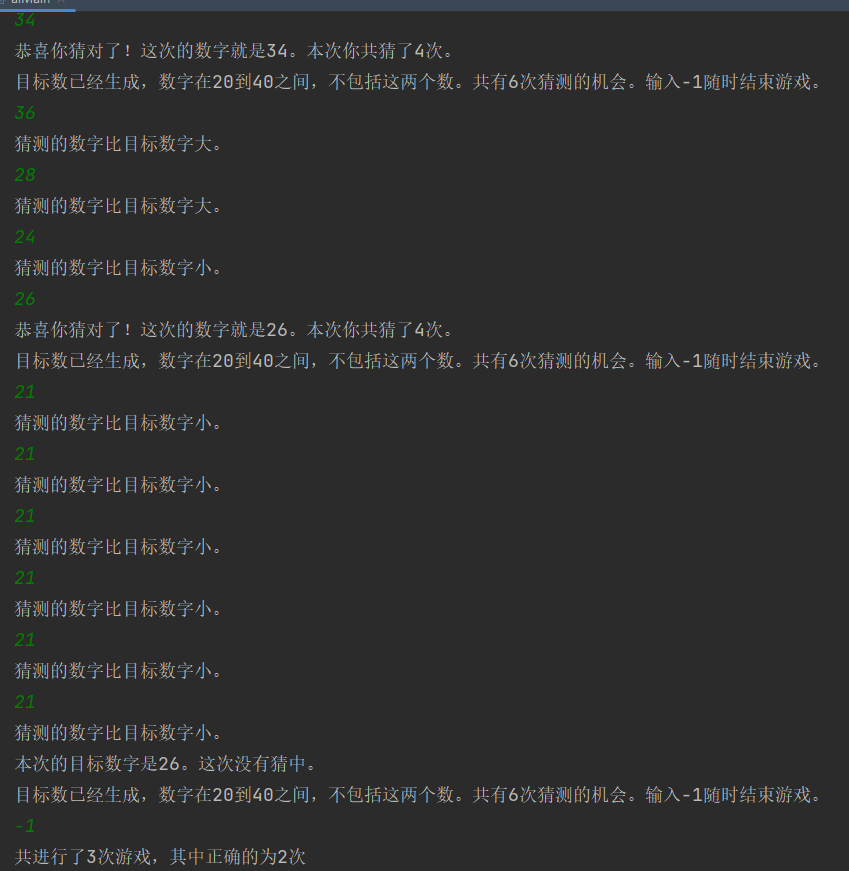 34
恭喜你猜对了！这次的数字就是34。本次你共猜了4次。
目标数已经生成，数字在20到40之间，不包括这两个数。共有6次猜测的机会。输入-1随时结束游戏。
36
猜测的数字比目标数字大。
28
猜测的数字比目标数字大。
24
猜测的数字比目标数字小。
26
恭喜你猜对了！这次的数字就是26。本次你共猜了4次。
目标数已经生成，数字在20到40之间，不包括这两个数。共有6次猜测的机会。输入-1随时结束游戏。
21
猜测的数字比目标数字小。
21
猜测的数字比目标数字小。
21
猜测的数字比目标数字小。
21
猜测的数字比目标数字小。
21
猜测的数字比目标数字小。
21
猜测的数字比目标数字小。
本次的目标数字是26。这次没有猜中。
目标数已经生成，数字在20到40之间，不包括这两个数。共有6次猜测的机会。输入-1随时结束游戏。
-1
共进行了3次游戏，其中正确的为2次